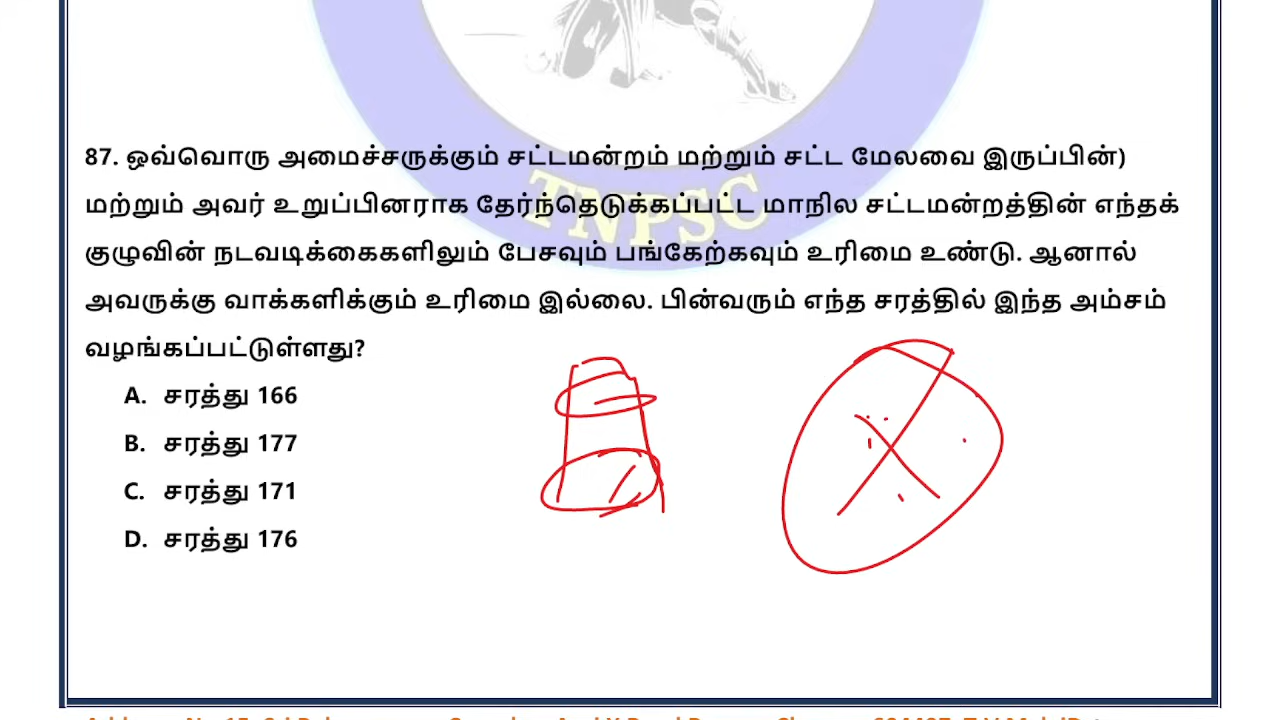 TNPSC
87. ஒவ்வொரு அமைச்சருக்கும் சட்டமன்றம் மற்றும் சட்ட மேலவை இருப்பின்)
மற்றும் அவர் உறுப்பினராக தேர்ந்தெடுக்கப்பட்ட மாநில சட்டமன்றத்தின் எந்தக்
குழுவின் நடவடிக்கைகளிலும் பேசவும் பங்கேற்கவும் உரிமை உண்டு. ஆனால்
அவருக்கு வாக்களிக்கும் உரிமை இல்லை. பின்வரும் எந்த சரத்தில் இந்த அம்சம்
வழங்கப்பட்டுள்ளது?
A. சரத்து 166
B. சரத்து 177
C. சரத்து 171
D. சரத்து 176